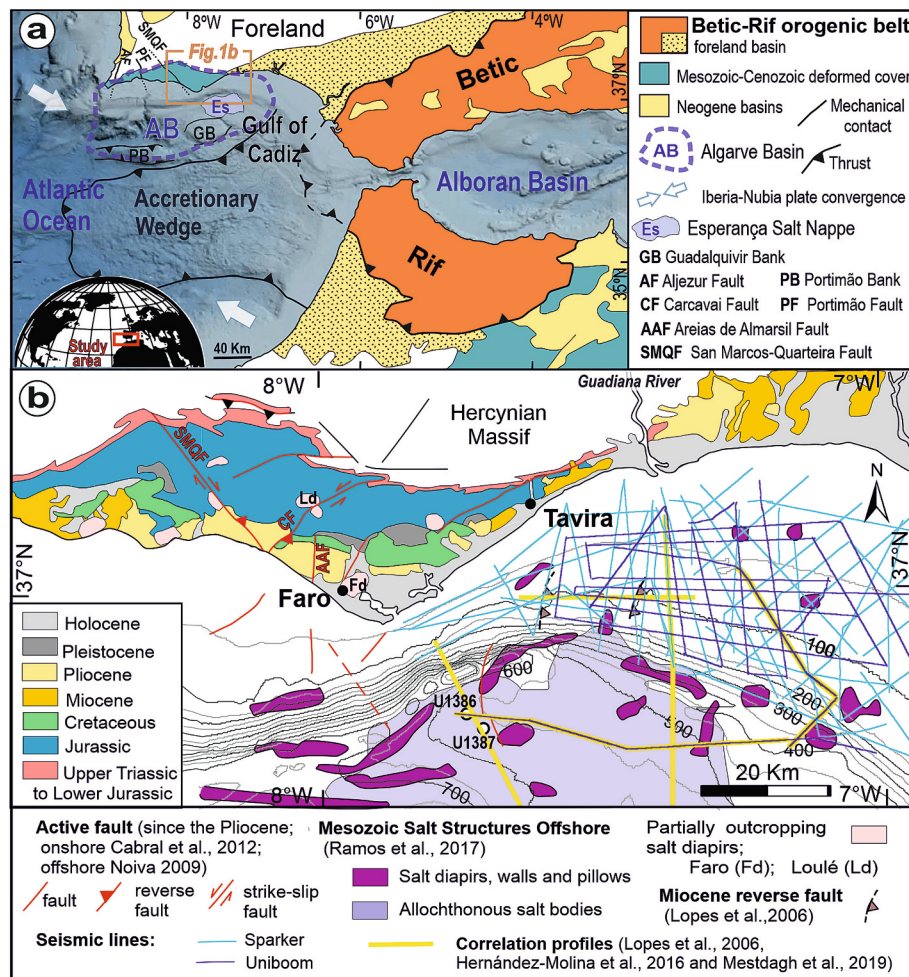 a
8°W
6°W
4°W
Foreland
SMQF
AF
PF
Fig.1b
Betic
37°N
Es
AB
GB
Gulf of
Cadiz
PB
Atlantic
Ocean
Accretionary
Wedge
Alboran Basin
Rif
35°N
Study
area
40 Km
Betic-Rif orogenic belt
foreland basin
Mesozoic-Cenozoic deformed cover
Neogene basins
Mechanical
contact
AB
Algarve Basin
Thrust
Iberia-Nubia plate convergence
Es
Esperança Salt Nappe
GB Guadalquivir Bank
AF Aljezur Fault
PB Portimão Bank
CF Carcavai Fault
PF Portimão Fault
AAF Areias de Almarsil Fault
SMQF San Marcos-Quarteira Fault
b
8°W
Guadiana River
7°W
Hercynian
Massif
SMQF
Ld
CF
N
Tavira
AAF
37°N
37°N
Fd
Faro
Holocene
Pleistocene
Pliocene
Miocene
Cretaceous
Jurassic
Upper Triassic
to Lower Jurassic
100
600
200
U1386
300
500
U1387
400
700
20 Km
8°W
7°W
Active fault (since the Pliocene;
onshore Cabral et al., 2012;
offshore Noiva 2009)
fault
reverse
fault
strike-slip
fault
Mesozoic Salt Structures Offshore
(Ramos et al., 2017)
Salt diapirs, walls and pillows
Allochthonous salt bodies
Partially outcropping
salt diapirs;
Faro (Fd); Loulé (Ld)
Miocene reverse fault
(Lopes et al.,2006)
Seismic lines:
Sparker
Uniboom
Correlation profiles (Lopes et al., 2006,
Hernández-Molina et al., 2016 and Mestdagh et al., 2019)